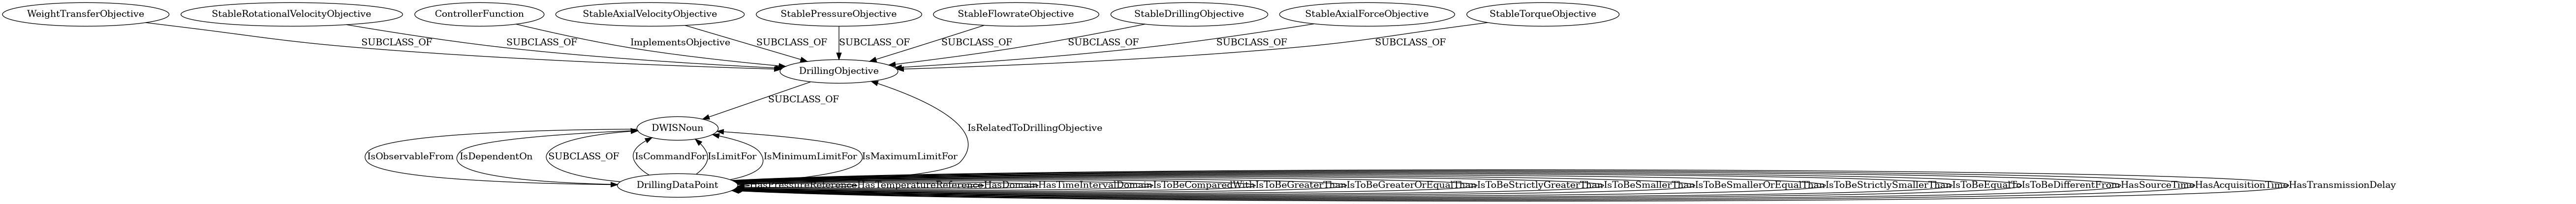 WeightTransferObjective StableRotationalVelocityObjective ControllerFunction StableAxialVelocityObjective StablePressureObjective StableFlowrateObjective StableDrillingObjective StableAxialForceObjective StableTorqueObjective
SUBCLASS_OF SUBCLASS_OF ImplementsObjective SUBCLASS_OF SUBCLASS_OF SUBCLASS_OF SUBCLASS_OF SUBCLASS_OF SUBCLASS_OF
DrillingObjective
SUBCLASS_OF
DWISNoun IsRelatedToDrillingObjective
IsObservableFrom IsDependentOn SUBCLASS_OF IsCommandFor IsLimitFor IsMinimumLimitFor IsMaximumLimitFor
DrillingDataPoint HasPressureReference HasTemperatureReference HasDomain HasTimeIntervalDomain IsToBeComparedWith IsToBeGreaterThan IsToBeGreaterOrEqualThan IsToBeStrictlyGreaterThan IsToBeSmallerThan IsToBeSmallerOrEqualThan IsToBeStrictlySmallerThan IsToBeEqualTo IsToBeDifferentFrom HasSourceTime HasAcquisitionTime HasTransmissionDelay